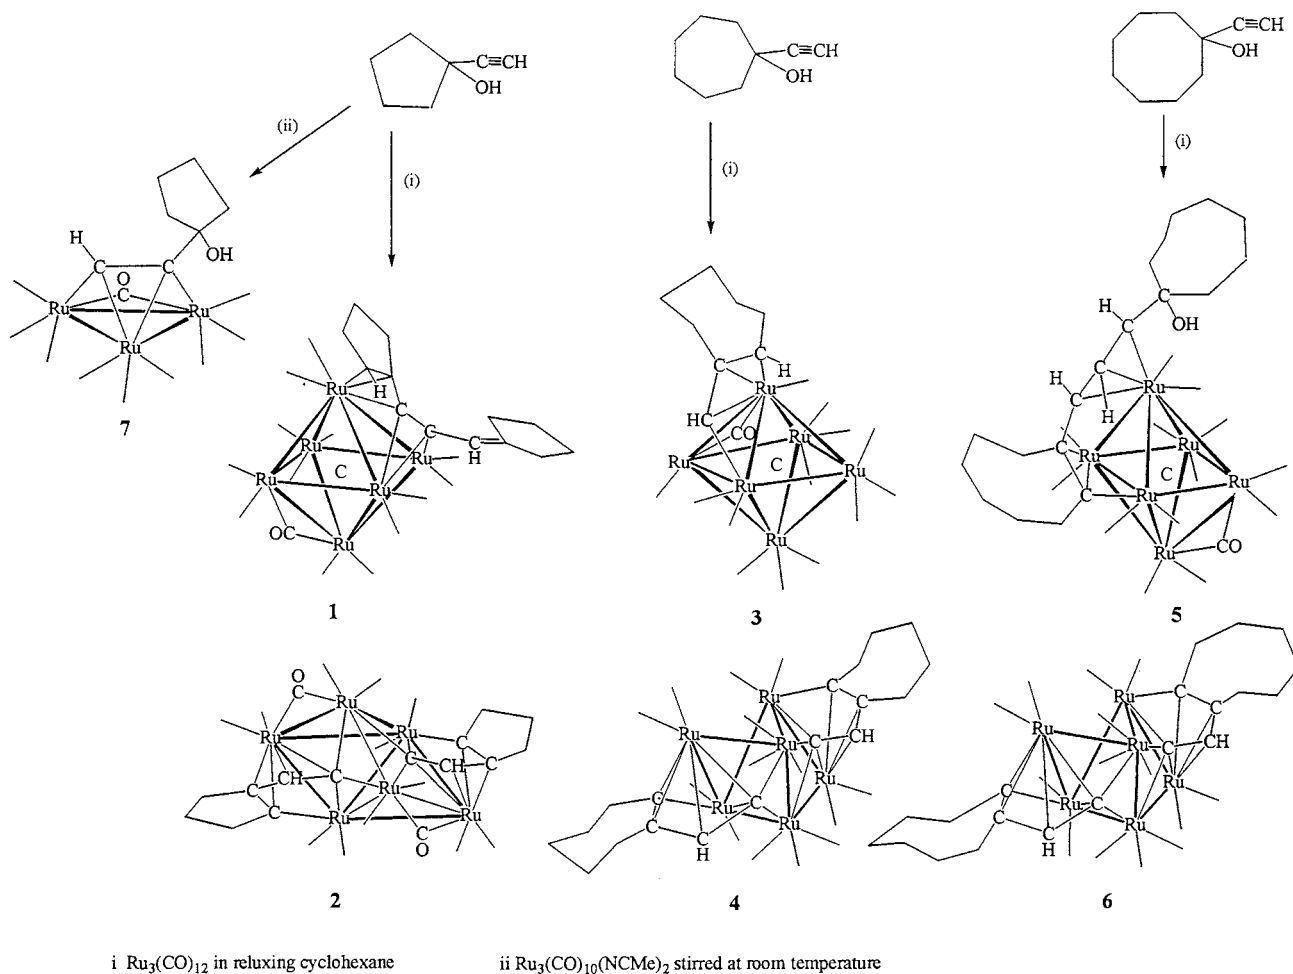 C≡CH
OH
C≡CH
OH
C≡CH
OH
(ii)
(i)
(i)
(i)
H
OH
C
C
O
C
Ru
Ru
Ru
7
Ru
H
C
C
CH
H
Ru
Ru
Ru
Ru
C
OC
Ru
1
C
C
H
HC
Ru
CO
Ru
Ru
C
Ru
Ru
Ru
3
C
OH
H
C
C
H
C
H
Ru
C
Ru
Ru
C
Ru
C
Ru
Ru
CO
5
O
C
Ru
Ru
Ru
C
C
CH
C
CH
C
C
C
Ru
Ru
Ru
C
O
2
Ru
C
C
CH
C
Ru
Ru
Ru
C
C
Ru
Ru
C
C
H
4
Ru
C
C
CH
C
Ru
Ru
Ru
C
C
Ru
Ru
C
C
H
6
i Ru₃(CO)₁₂ in reluxing cyclohexane
ii Ru₃(CO)₁₀(NCMe)₂ stirred at room temperature